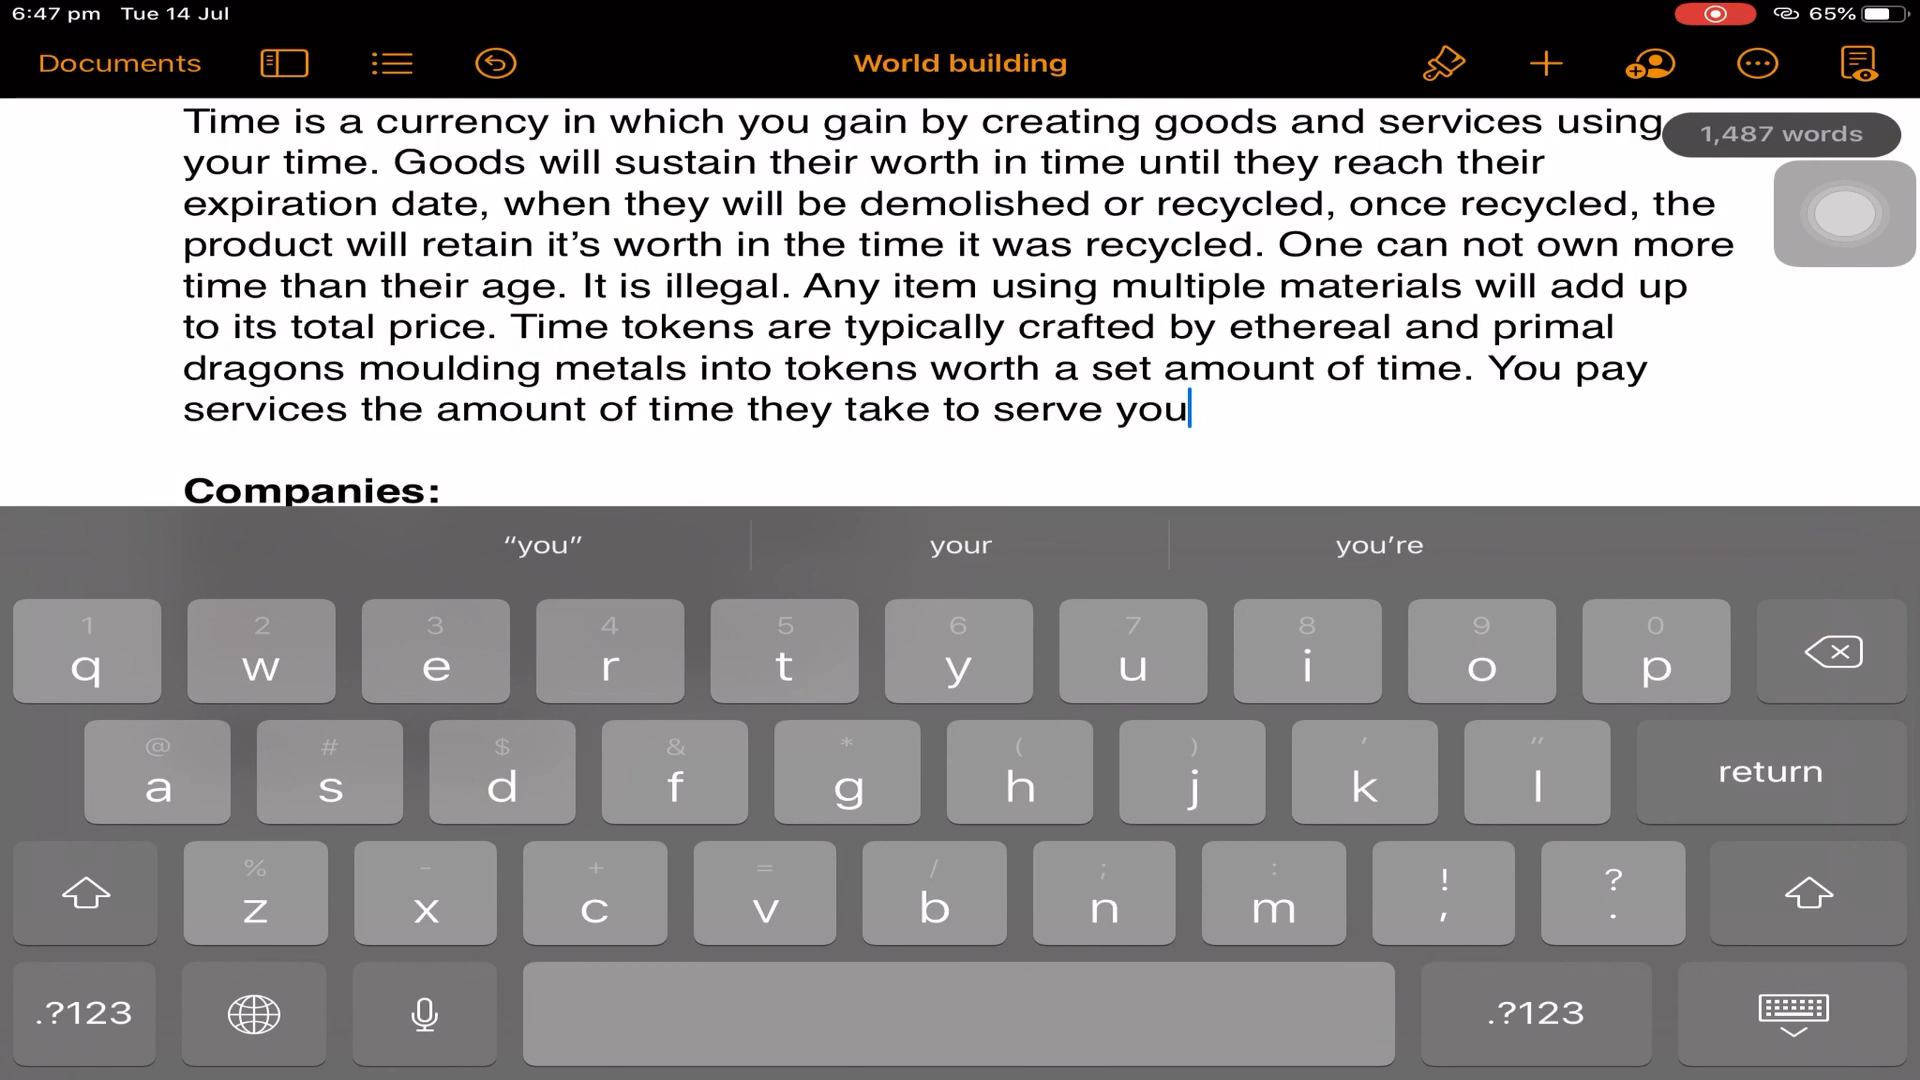 6:47 pm Tue 14 Jul 65%
Documents World building
Time is a currency in which you gain by creating goods and services using
1,487 words
your time. Goods will sustain their worth in time until they reach their
expiration date, when they will be demolished or recycled, once recycled, the
product will retain it’s worth in the time it was recycled. One can not own more
time than their age. It is illegal. Any item using multiple materials will add up
to its total price. Time tokens are typically crafted by ethereal and primal
dragons moulding metals into tokens worth a set amount of time. You pay
services the amount of time they take to serve you
Companies:
“you” your you’re
1 2 3 4 5 6 7 8 9 0
q w e r t y u i o p
@ # $ & * ( ) ’ ”
a s d f g h j k l return
% - + = / ; : ! ?
z x c v b n m , .
.?123 .?123